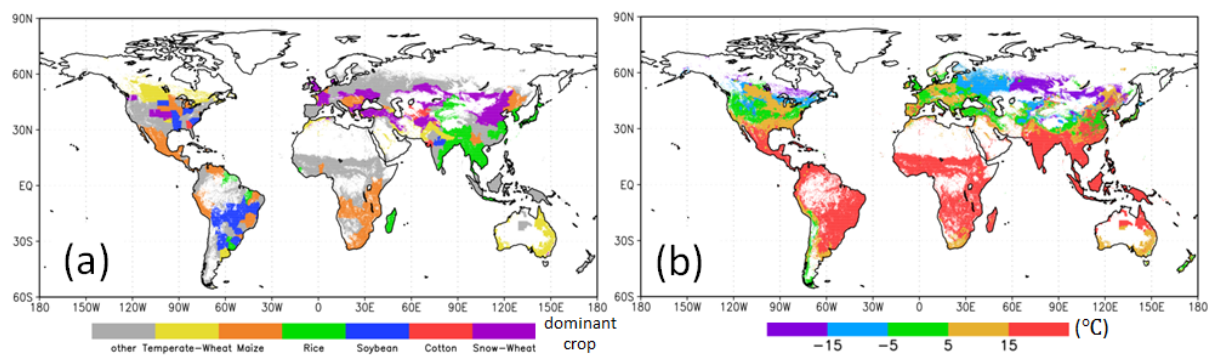 (a)
90N
60N
30N
EQ
30S
60S
180 150W 120W 90W 60W 30W 0 30E 60E 90E 120E 150E 180
other Temperate-Wheat Maize Rice Soybean Cotton Snow-Wheat
dominant
crop
(b)
90N
60N
30N
EQ
30S
60S
180 150W 120W 90W 60W 30W 0 30E 60E 90E 120E 150E 180
-15 -5 5 15
(°C)